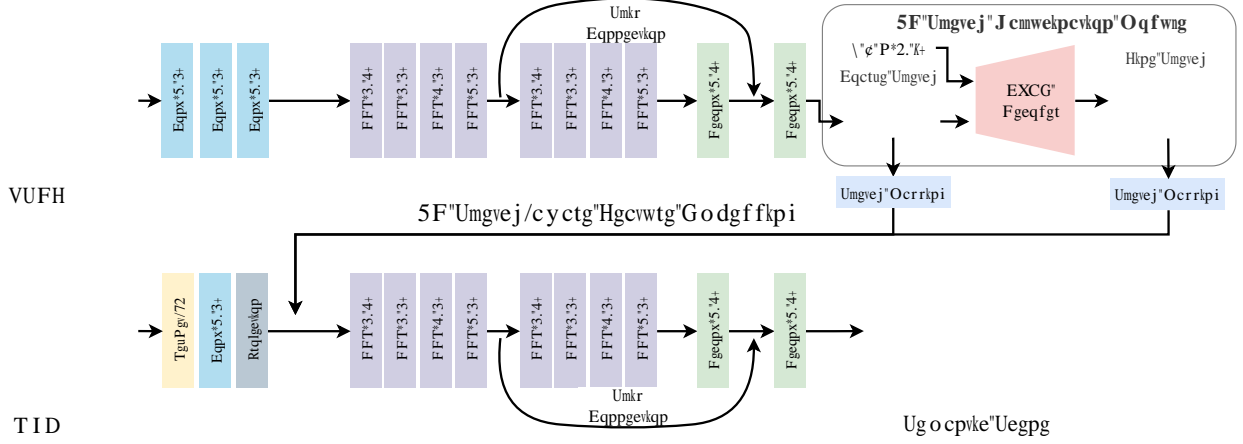 Umkr
Eqppgevkqp
5F"Umgvej"Jcnnwekpcvkqp"Oqfwng
\"¢"P*2."K+
Eqctug"Umgvej
Hkpg"Umgvej
EXCG"
Fgeqfgt
Eqpx*5."3+
Eqpx*5."3+
Eqpx*5."3+
FFT*3."4+
FFT*3."3+
FFT*4."3+
FFT*5."3+
FFT*3."4+
FFT*3."3+
FFT*4."3+
FFT*5."3+
Fgeqpx*5."4+
Fgeqpx*5."4+
VUFH
Umgvej"Ocrrkpi
Umgvej"Ocrrkpi
5F"Umgvej/cyctg"Hgcvwtg"Godgffkpi
TguPgv/72
Eqpx*5."3+
Rtqlgevkqp
FFT*3."4+
FFT*3."3+
FFT*4."3+
FFT*5."3+
FFT*3."4+
FFT*3."3+
FFT*4."3+
FFT*5."3+
Fgeqpx*5."4+
Fgeqpx*5."4+
Umkr
Eqppgevkqp
TID
Ugocpvke"Uegpg